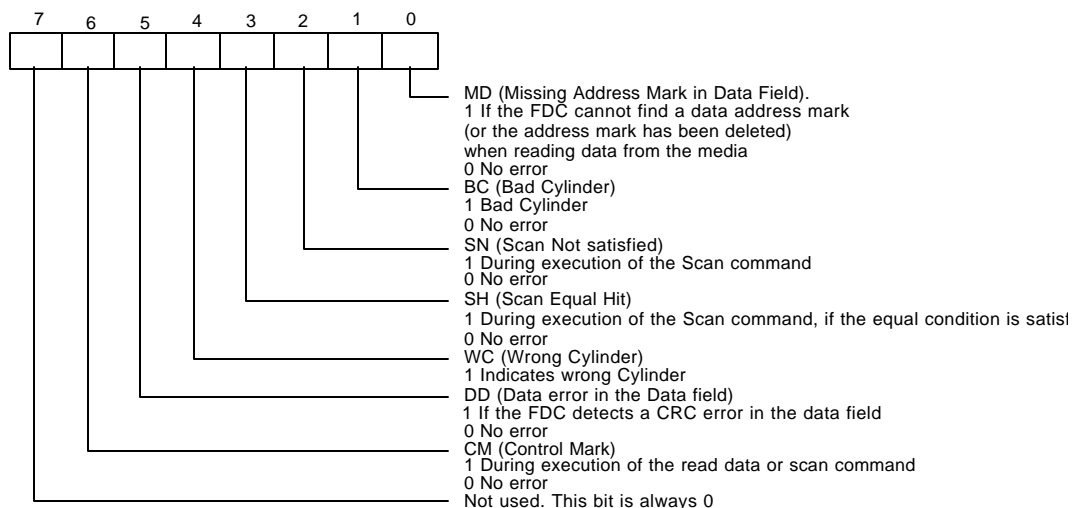 7 6 5 4 3 2 1 0
MD (Missing Address Mark in Data Field).
1 If the FDC cannot find a data address mark
(or the address mark has been deleted)
when reading data from the media
0 No error
BC (Bad Cylinder)
1 Bad Cylinder
0 No error
SN (Scan Not satisfied)
1 During execution of the Scan command
0 No error
SH (Scan Equal Hit)
1 During execution of the Scan command, if the equal condition is satisf
0 No error
WC (Wrong Cylinder)
1 Indicates wrong Cylinder
DD (Data error in the Data field)
1 If the FDC detects a CRC error in the data field
0 No error
CM (Control Mark)
1 During execution of the read data or scan command
0 No error
Not used. This bit is always 0